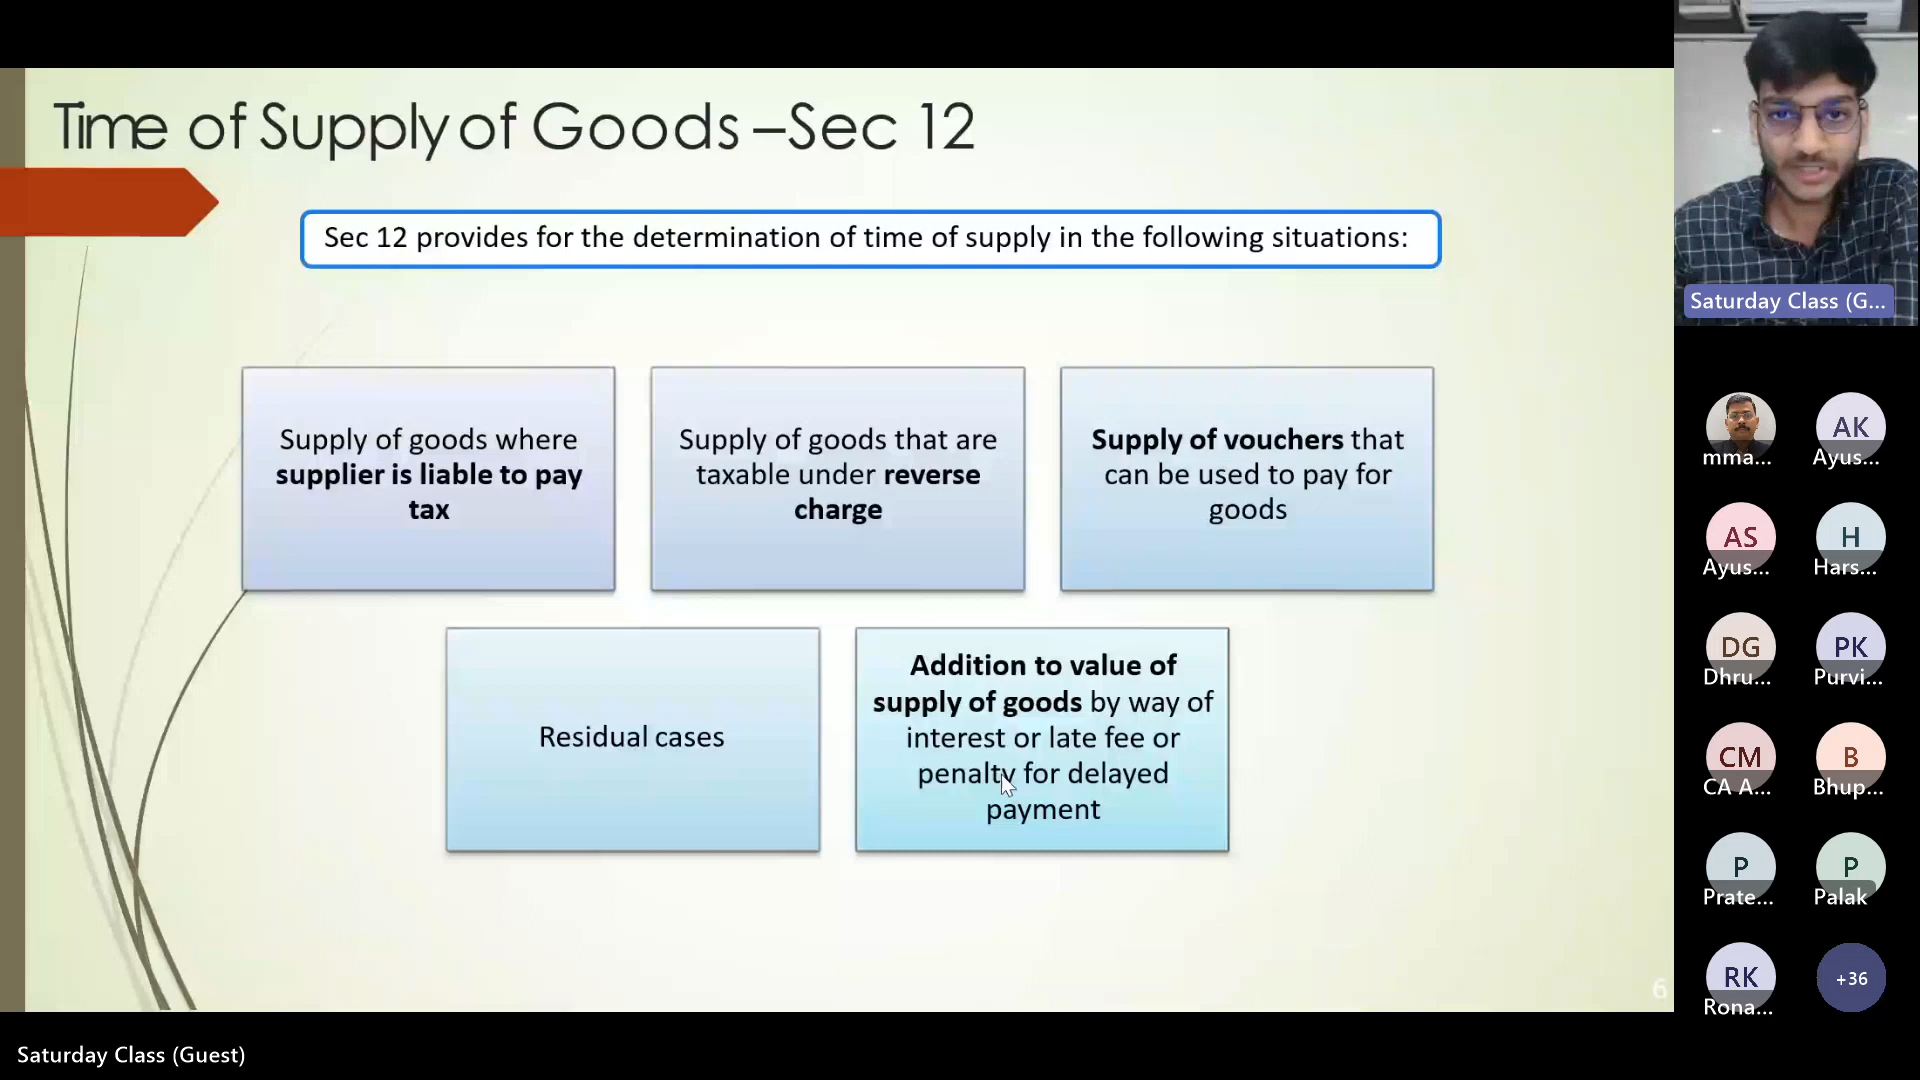 Time of Supply of Goods –Sec 12
Sec 12 provides for the determination of time of supply in the following situations:
Supply of goods where
supplier is liable to pay
tax
Supply of goods that are
taxable under reverse
charge
Supply of vouchers that
can be used to pay for
goods
Residual cases
Addition to value of
supply of goods by way of
interest or late fee or
penalty for delayed
payment
6
Saturday Class (G...
mma...
AK
Ayus...
AS
Ayus...
H
Hars...
DG
Dhru...
PK
Purvi...
CM
CA A...
B
Bhup...
P
Prate...
P
Palak
RK
Rona...
+36
Saturday Class (Guest)